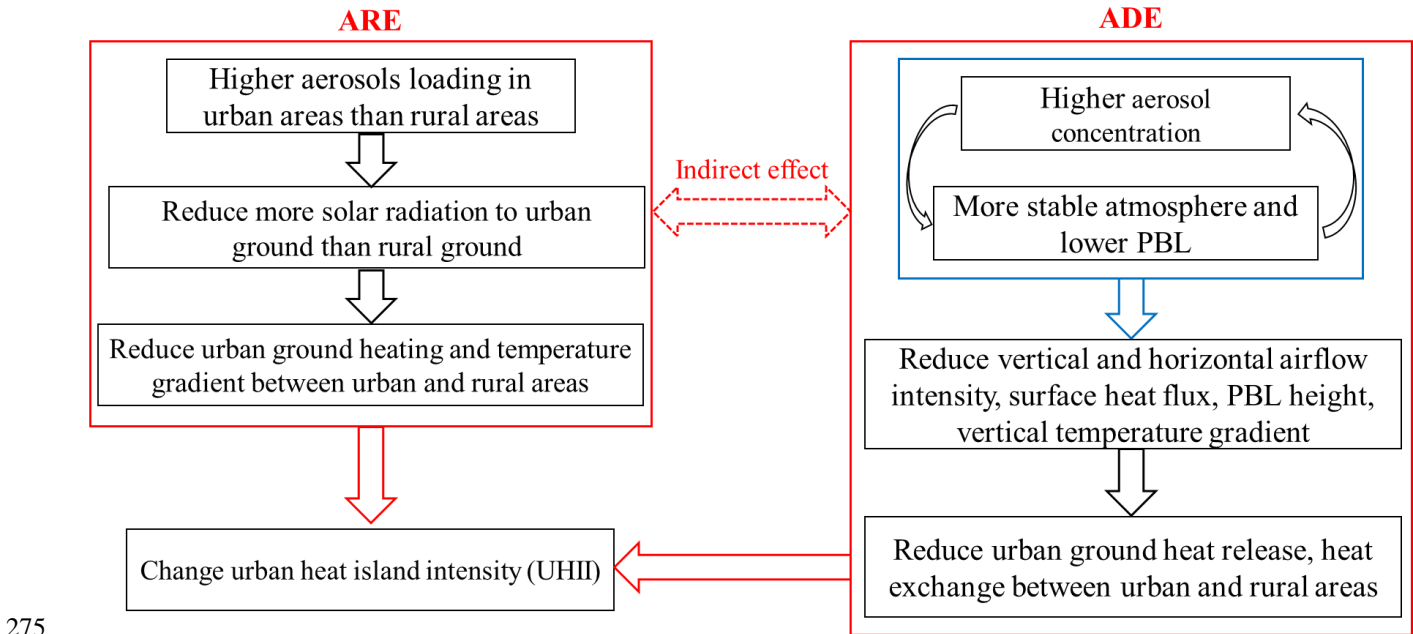 ARE
Higher aerosols loading in
urban areas than rural areas
Reduce more solar radiation to urban
ground than rural ground
Reduce urban ground heating and temperature
gradient between urban and rural areas
Change urban heat island intensity (UHII)
Indirect effect
ADE
Higher aerosol
concentration
More stable atmosphere and
lower PBL
Reduce vertical and horizontal airflow
intensity, surface heat flux, PBL height,
vertical temperature gradient
Reduce urban ground heat release, heat
exchange between urban and rural areas
275